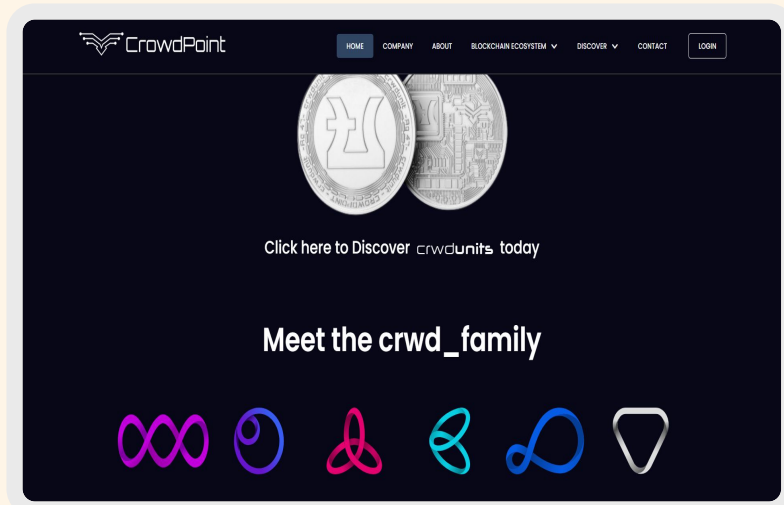 CrowdPoint
HOME COMPANY ABOUT BLOCKCHAIN ECOSYSTEM DISCOVER CONTACT LOGIN
Click here to Discover crwdunits today
Meet the crwd_family